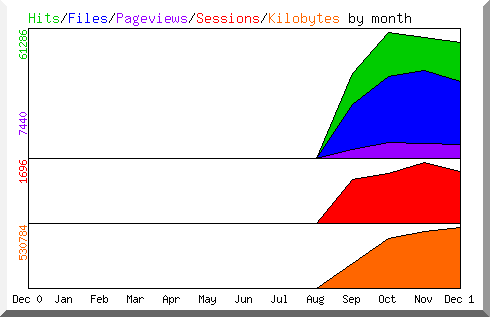 Hits/Files/Pageviews/Sessions/Kilobytes by month
61286
7440
1696
530784
Dec 0 Jan Feb Mar Apr May Jun Jul Aug Sep Oct Nov Dec 1